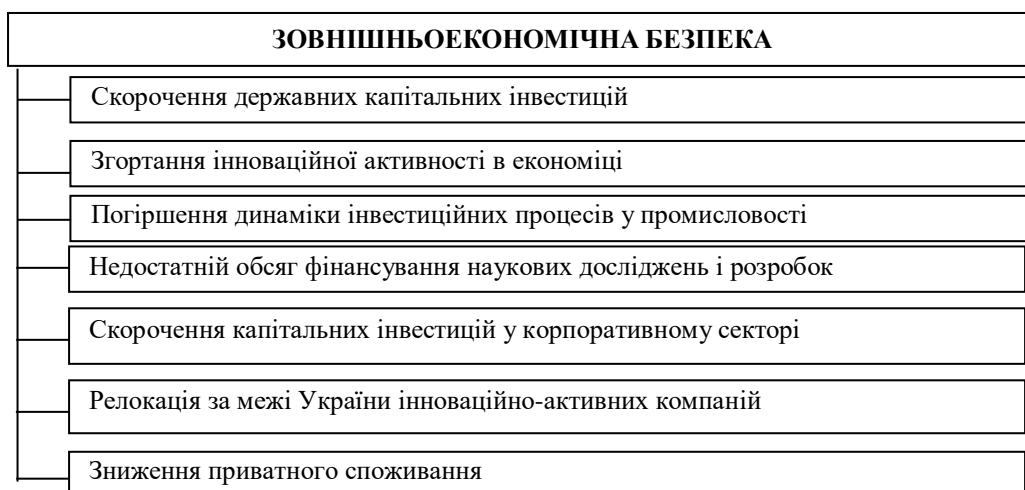 ЗОВНІШНЬОЕКОНОМІЧНА БЕЗПЕКА
Скорочення державних капітальних інвестицій
Згортання інноваційної активності в економіці
Погіршення динаміки інвестиційних процесів у промисловості
Недостатній обсяг фінансування наукових досліджень і розробок
Скорочення капітальних інвестицій у корпоративному секторі
Релокація за межі України інноваційно-активних компаній
Зниження приватного споживання